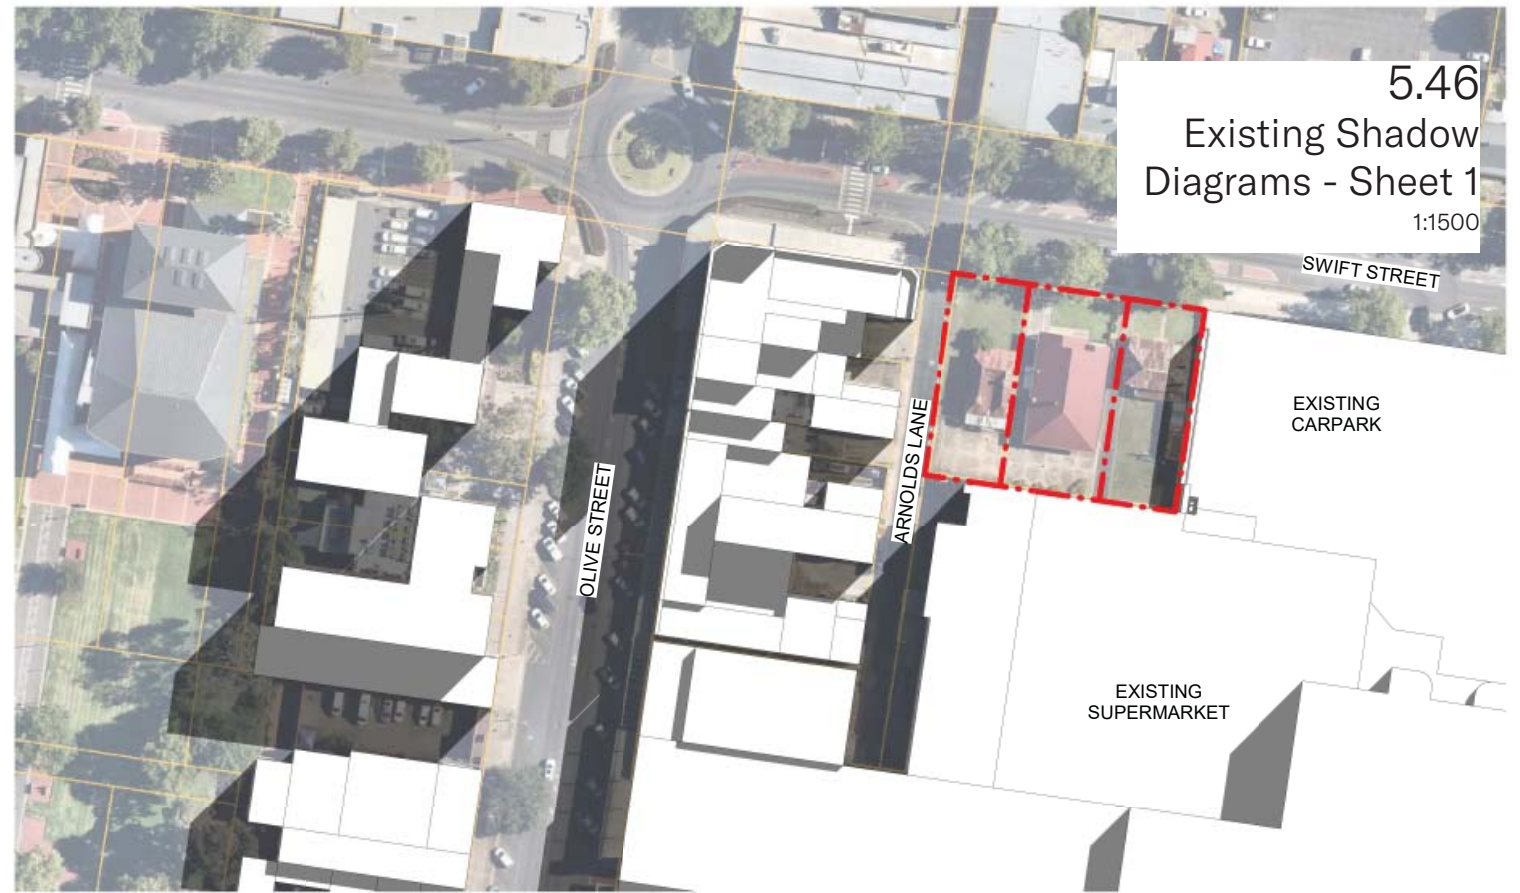 5.46
Existing Shadow
Diagrams - Sheet 1
1:1500
SWIFT STREET
EXISTING
CARPARK
ARNOLDS LANE
OLIVE STREET
EXISTING
SUPERMARKET